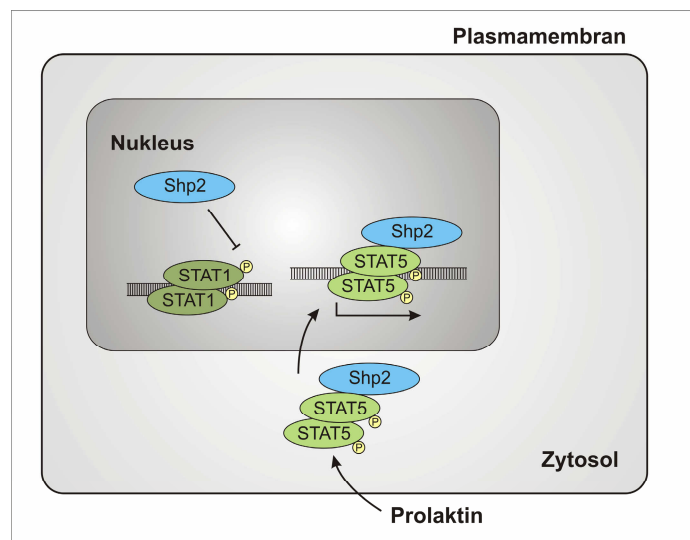 Plasmamembran
Nukleus
Shp2
Shp2
STAT1
P
STAT1
P
STAT5
P
STAT5
P
Shp2
STAT5
P
STAT5
P
Zytosol
Prolaktin